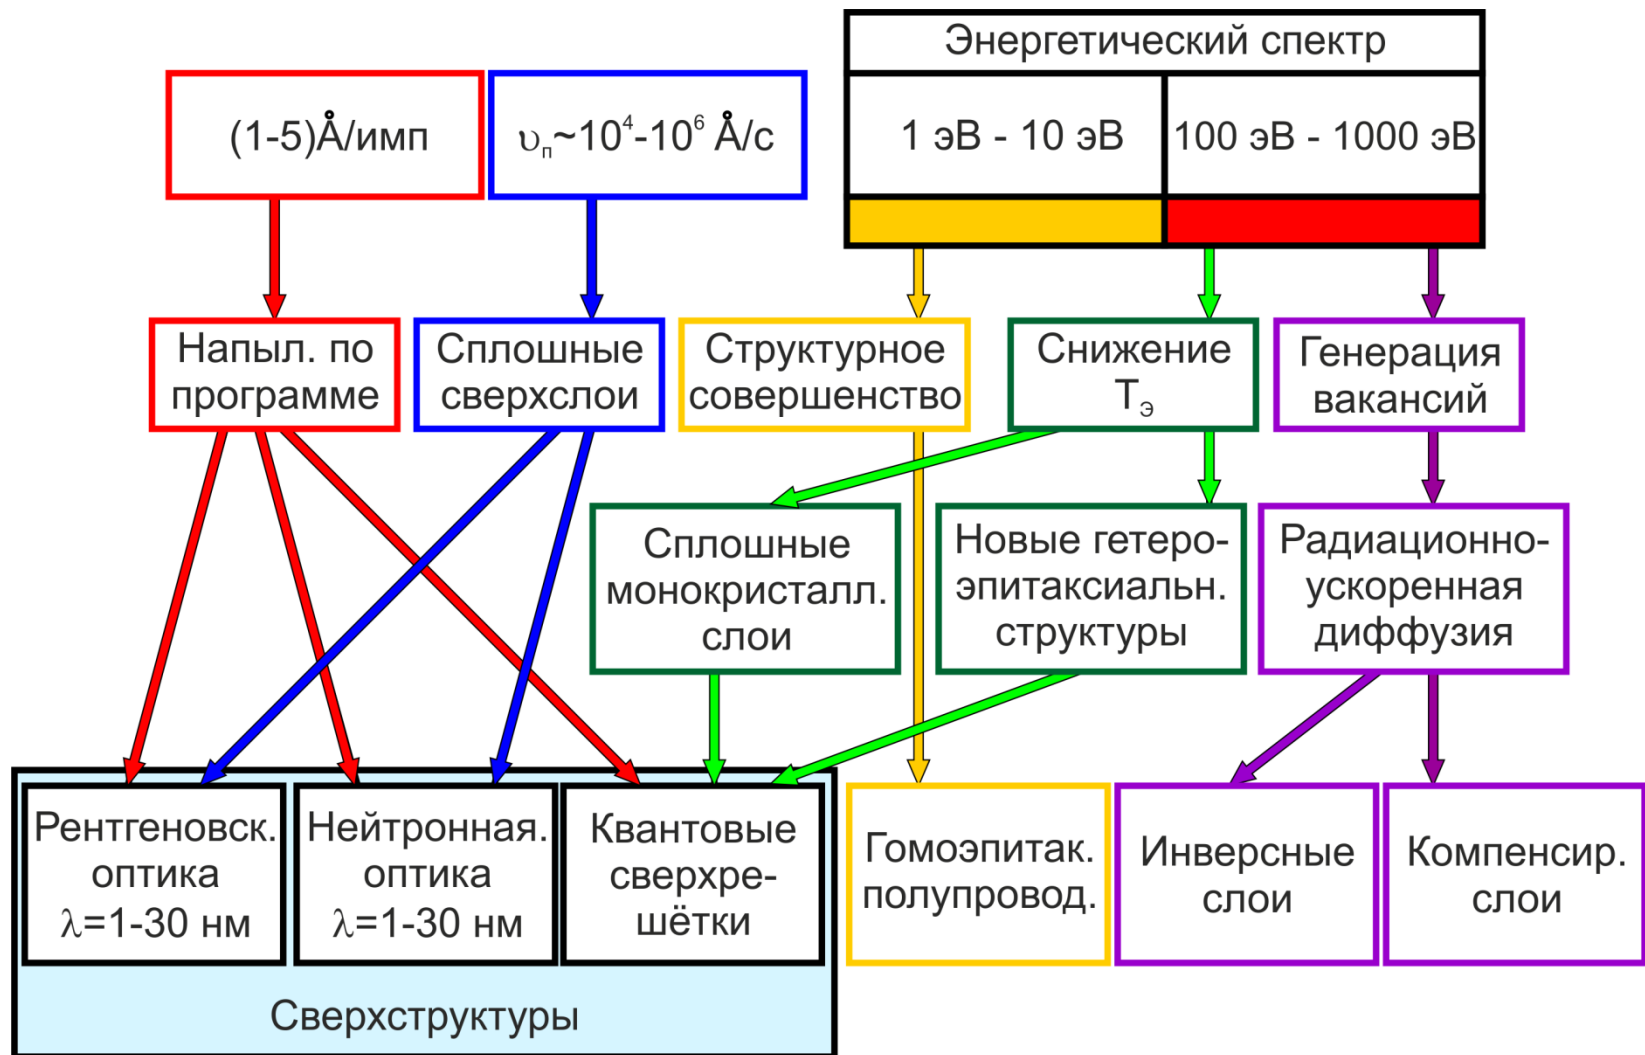 Энергетический спектр
(1-5)Å/имп
υп~10⁴-10⁶ Å/с
1 эВ - 10 эВ
100 эВ - 1000 эВ
Напыл. по
программе
Сплошные
сверхслои
Структурное
совершенство
Снижение
Tэ
Генерация
вакансий
Сплошные
монокристалл.
слои
Новые гетеро-
эпитаксиальн.
структуры
Радиационно-
ускоренная
диффузия
Рентгеновск.
оптика
λ=1-30 нм
Нейтронная.
оптика
λ=1-30 нм
Квантовые
сверхре-
шётки
Гомоэпитак.
полупровод.
Инверсные
слои
Компенсир.
слои
Сверхструктуры